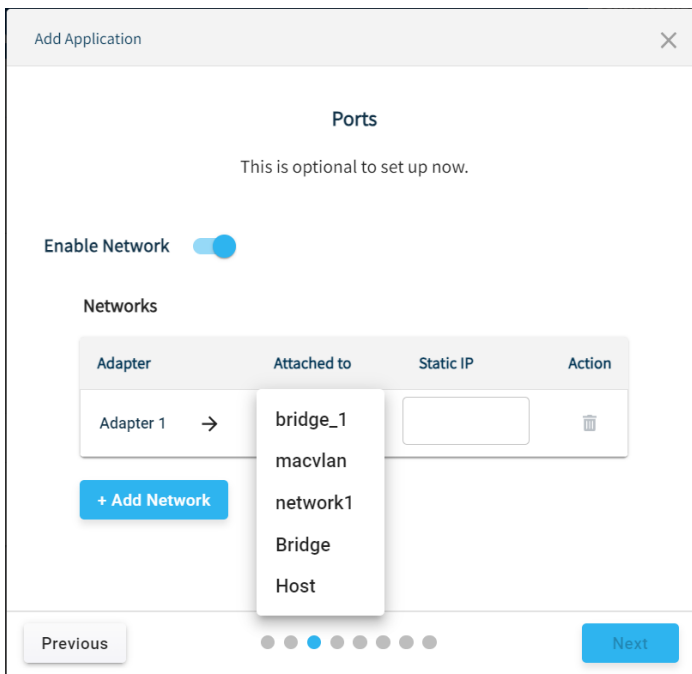 Add Application
Ports
This is optional to set up now.
Enable Network
Networks
Adapter Attached to Static IP Action
Adapter 1
bridge_1
macvlan
network1
Bridge
Host
+ Add Network
Previous Next